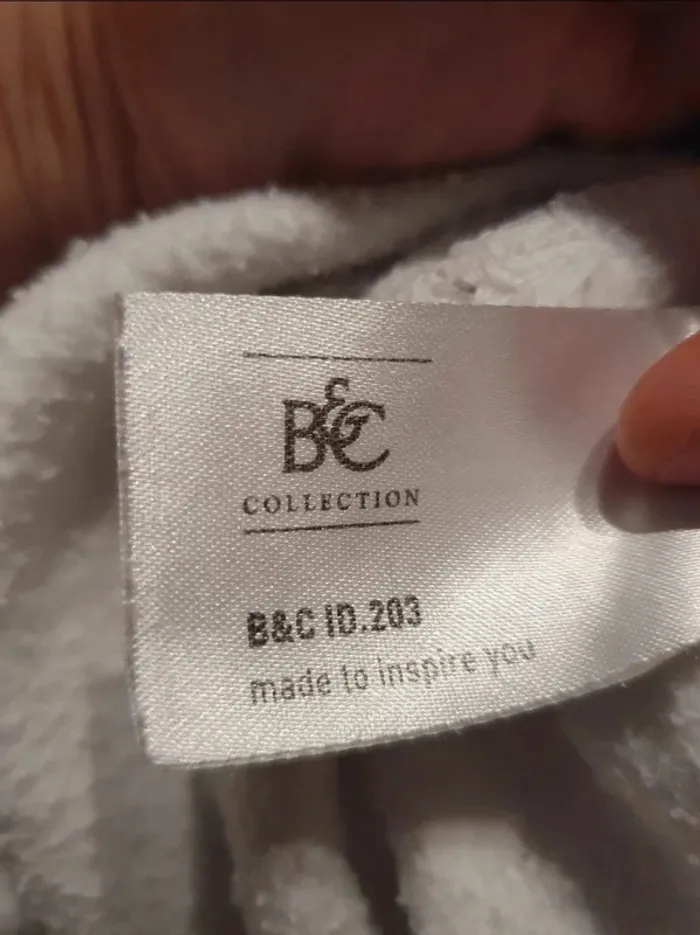 B&C
COLLECTION
B&C ID.203
made to inspire you